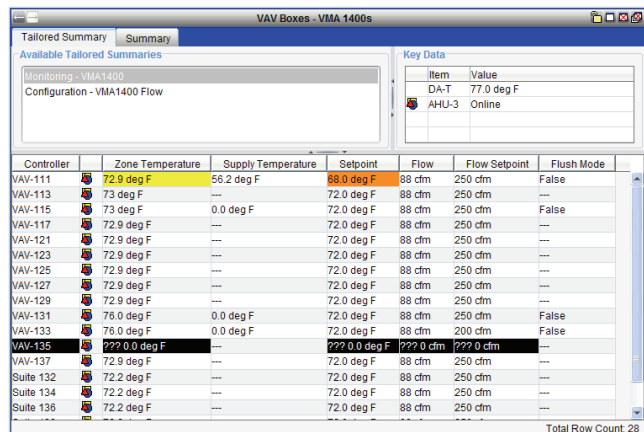 VAV Boxes - VMA 1400s
Tailored Summary Summary
Available Tailored Summaries
Monitoring - VMA1400
Configuration - VMA1400 Flow
Key Data
Item Value
DA-T 77.0 deg F
AHU-3 Online
Controller Zone Temperature Supply Temperature Setpoint Flow Flow Setpoint Flush Mode
VAV-111 72.9 deg F 56.2 deg F 68.0 deg F 88 cfm 250 cfm False
VAV-113 73 deg F --- 72.0 deg F 88 cfm 250 cfm ---
VAV-115 73 deg F 0.0 deg F 72.0 deg F 88 cfm 250 cfm False
VAV-117 72.9 deg F --- 72.0 deg F 88 cfm 250 cfm ---
VAV-121 72.9 deg F --- 72.0 deg F 88 cfm 250 cfm ---
VAV-123 72.9 deg F --- 72.0 deg F 88 cfm 250 cfm ---
VAV-125 72.9 deg F --- 72.0 deg F 88 cfm 250 cfm ---
VAV-127 72.9 deg F --- 72.0 deg F 88 cfm 250 cfm ---
VAV-129 72.9 deg F --- 72.0 deg F 88 cfm 250 cfm ---
VAV-131 76.0 deg F 0.0 deg F 72.0 deg F 88 cfm 250 cfm False
VAV-133 76.0 deg F 0.0 deg F 72.0 deg F 88 cfm 200 cfm False
VAV-135 ??? 0.0 deg F --- ??? 0.0 deg F ??? 0 cfm ??? 0 cfm ---
VAV-137 72.9 deg F --- 72.0 deg F 88 cfm 250 cfm ---
Suite 132 72.2 deg F --- 72.0 deg F 88 cfm 250 cfm ---
Suite 134 72.2 deg F --- 72.0 deg F 88 cfm 250 cfm ---
Suite 136 72.2 deg F --- 72.0 deg F 88 cfm 250 cfm ---
Total Row Count: 28